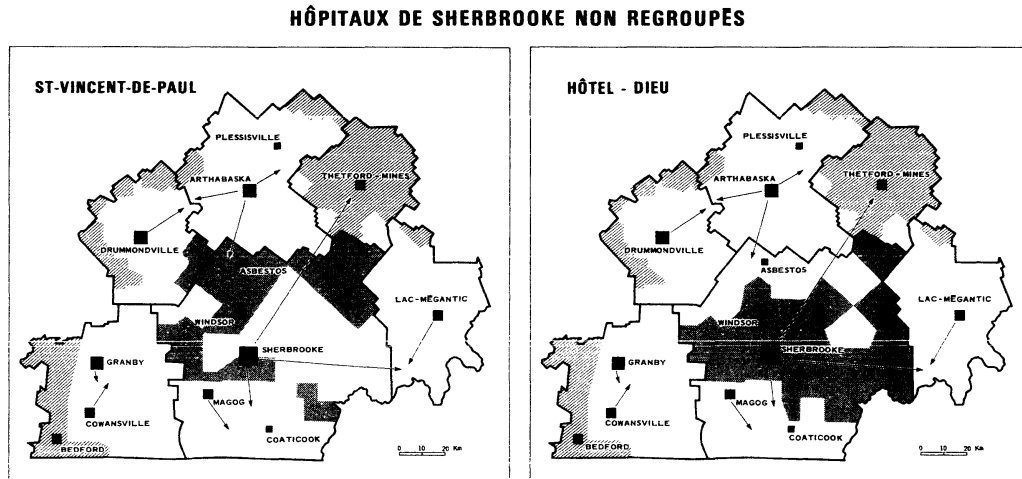 HÔPITAUX DE SHERBROOKE NON REGROUPÉS
ST-VINCENT-DE-PAUL
PLESSISVILLE
ARTHABASKA
THETFORD-MINES
DRUMMONDVILLE
ASBESTOS
LAC-MÉGANTIC
WINDSOR
SHERBROOKE
GRANBY
MAGOG
COWANSVILLE
COATICOOK
BEDFORD
0 10 20 Km
HÔTEL - DIEU
PLESSISVILLE
ARTHABASKA
THETFORD-MINES
DRUMMONDVILLE
ASBESTOS
LAC-MÉGANTIC
WINDSOR
SHERBROOKE
GRANBY
MAGOG
COWANSVILLE
COATICOOK
BEDFORD
0 10 20 Km